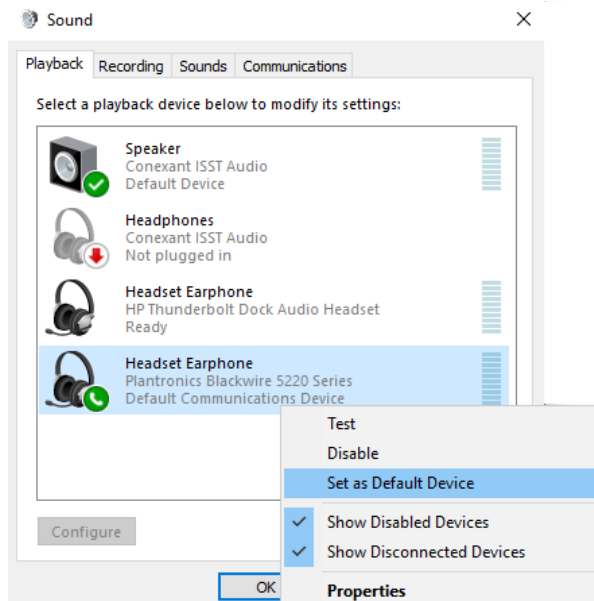 Sound
Playback Recording Sounds Communications
Select a playback device below to modify its settings:
Speaker
Conexant ISST Audio
Default Device
Headphones
Conexant ISST Audio
Not plugged in
Headset Earphone
HP Thunderbolt Dock Audio Headset
Ready
Headset Earphone
Plantronics Blackwire 5220 Series
Default Communications Device
Test
Disable
Set as Default Device
Show Disabled Devices
Show Disconnected Devices
Properties
Configure
OK